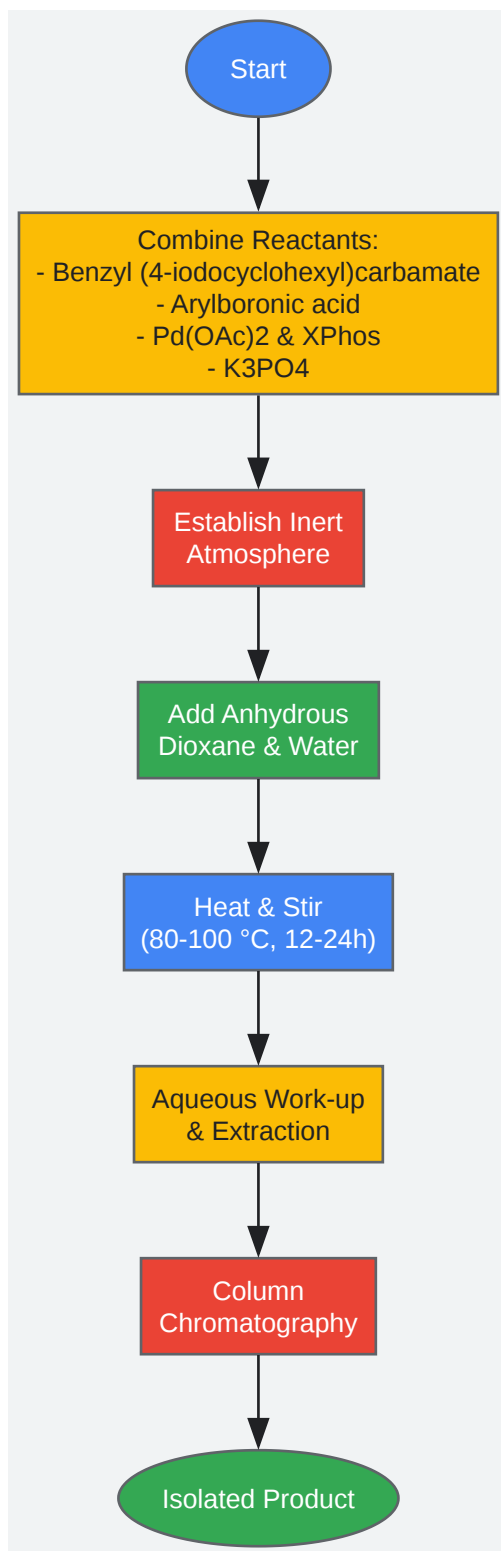 Start
Combine Reactants:
- Benzyl (4-iodocyclohexyl)carbamate
- Arylboronic acid
- Pd(OAc)2 & XPhos
- K3PO4
Establish Inert
Atmosphere
Add Anhydrous
Dioxane & Water
Heat & Stir
(80-100 °C, 12-24h)
Aqueous Work-up
& Extraction
Column
Chromatography
Isolated Product